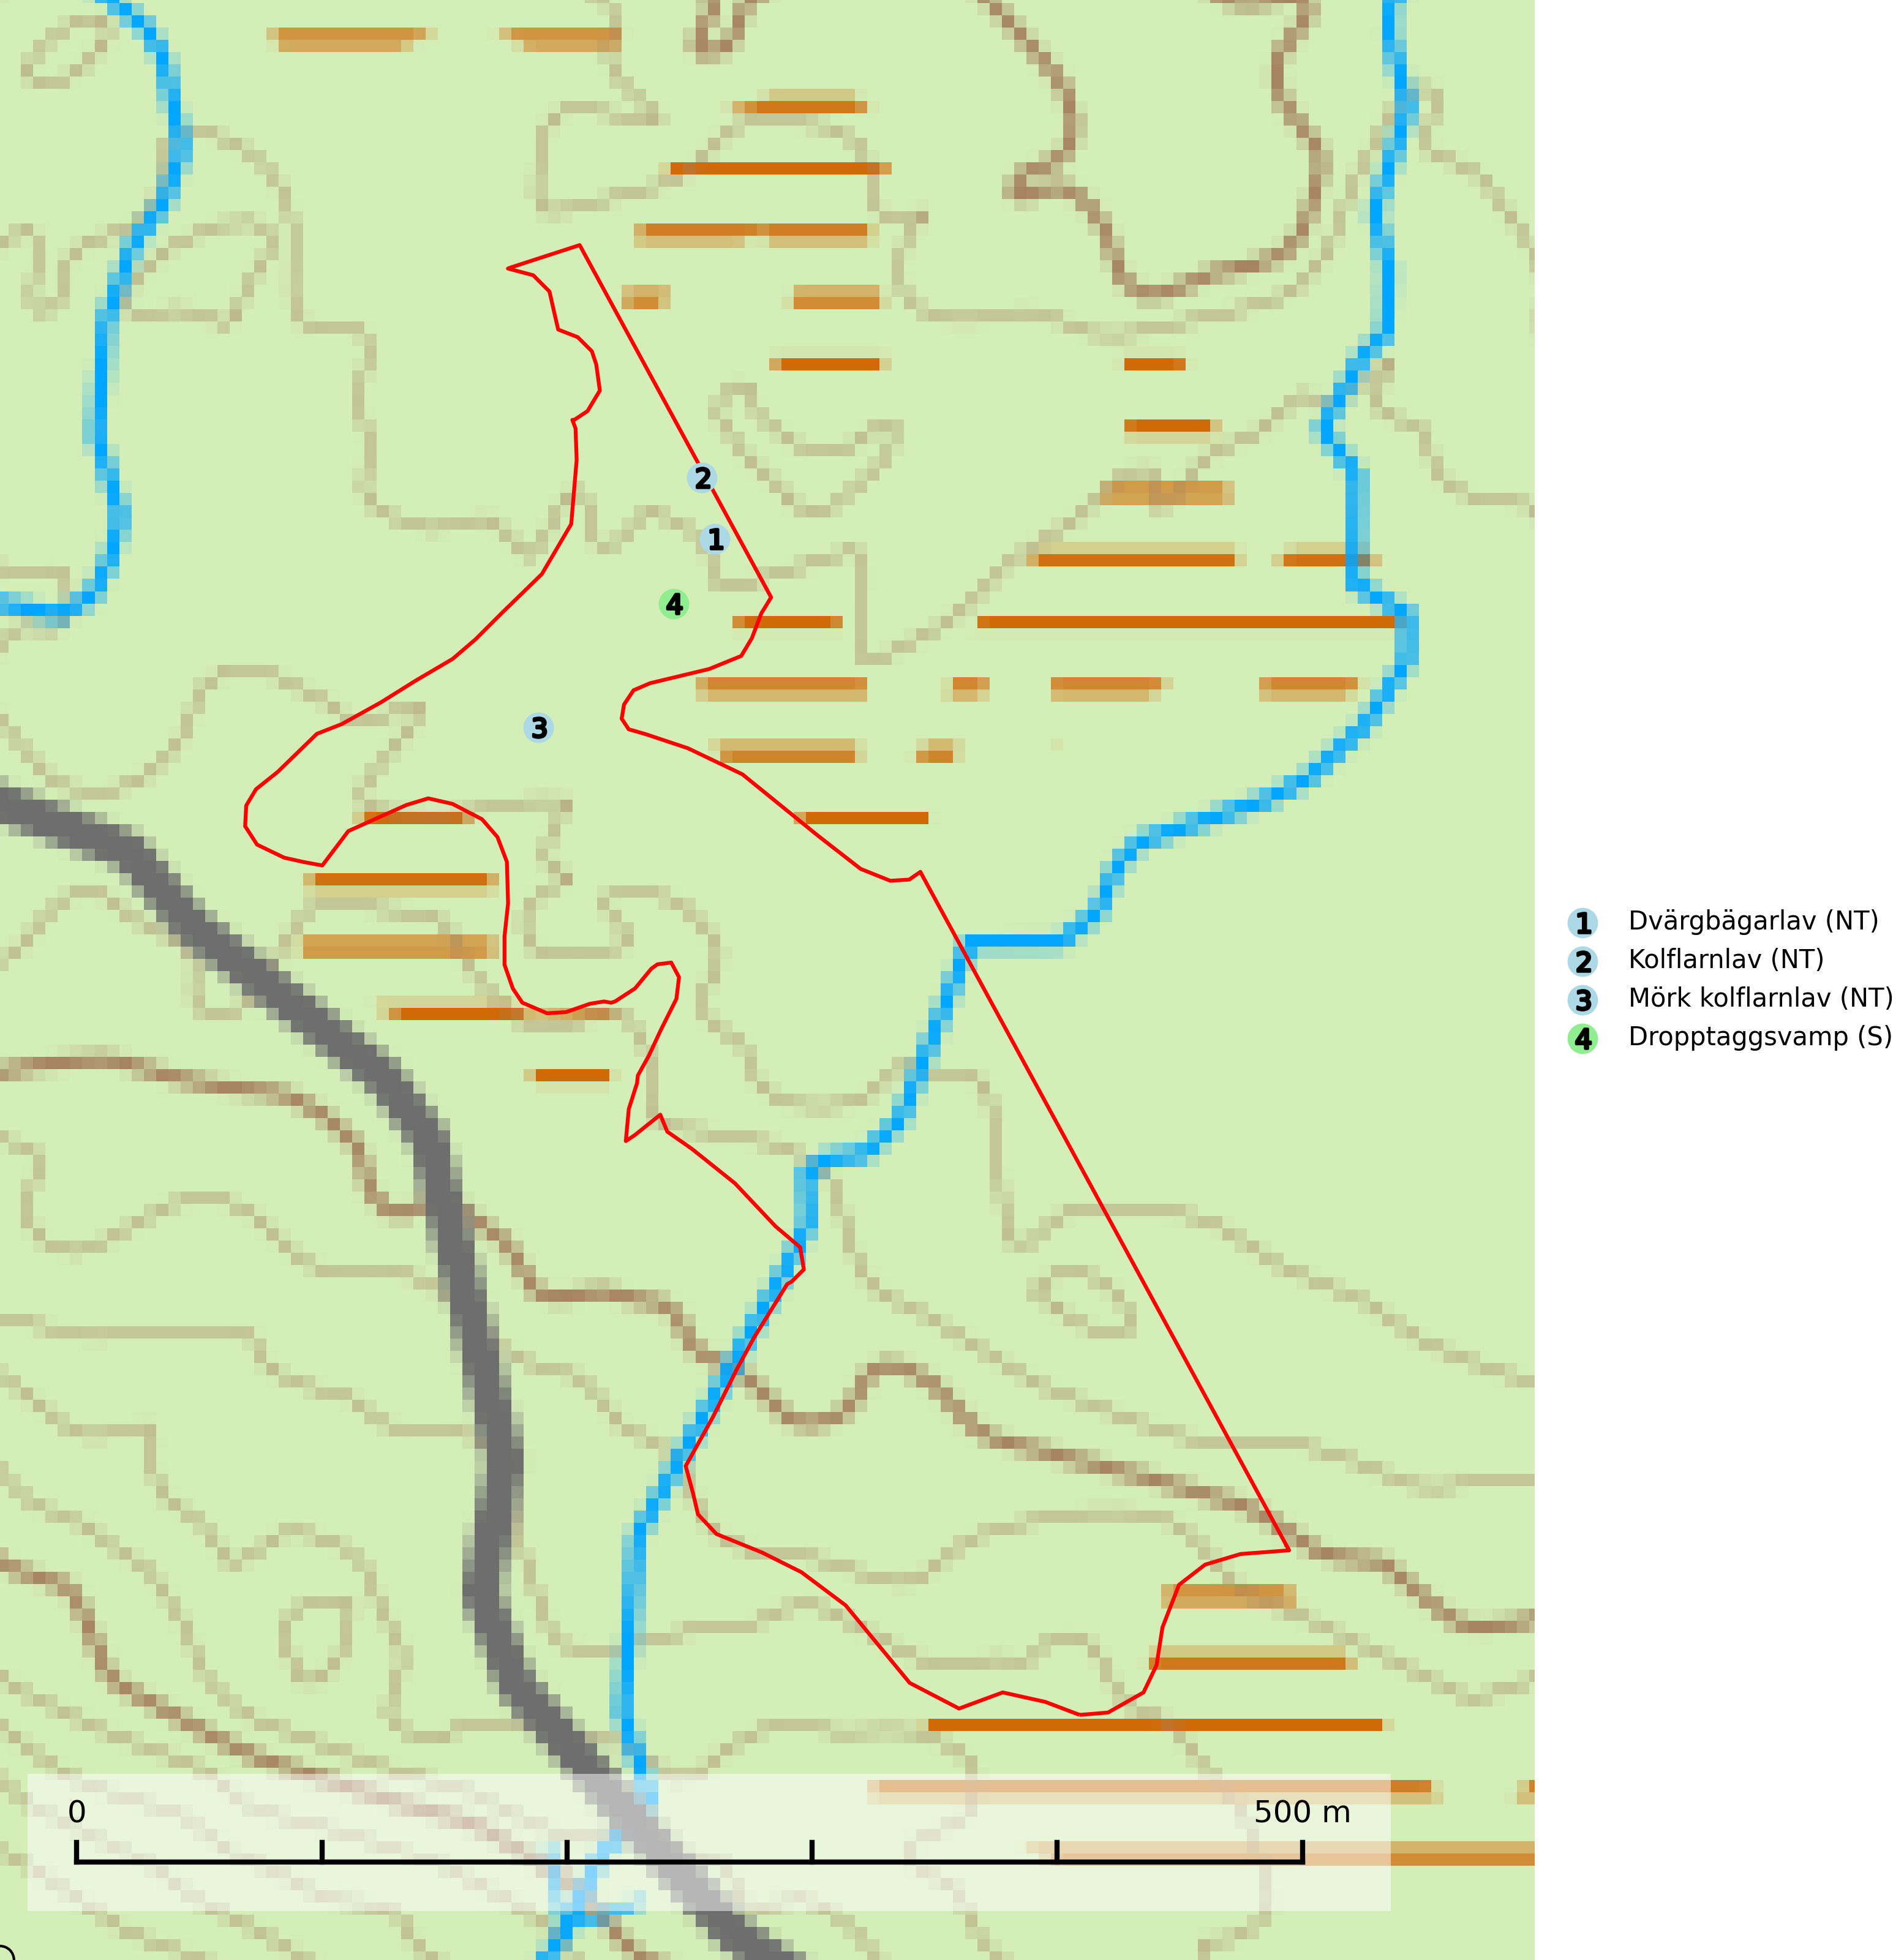 2
1
4
3
1 Dvärgbägarlav (NT)
2 Kolflarnlav (NT)
3 Mörk kolflarnlav (NT)
4 Dropptaggsvamp (S)
0 500 m